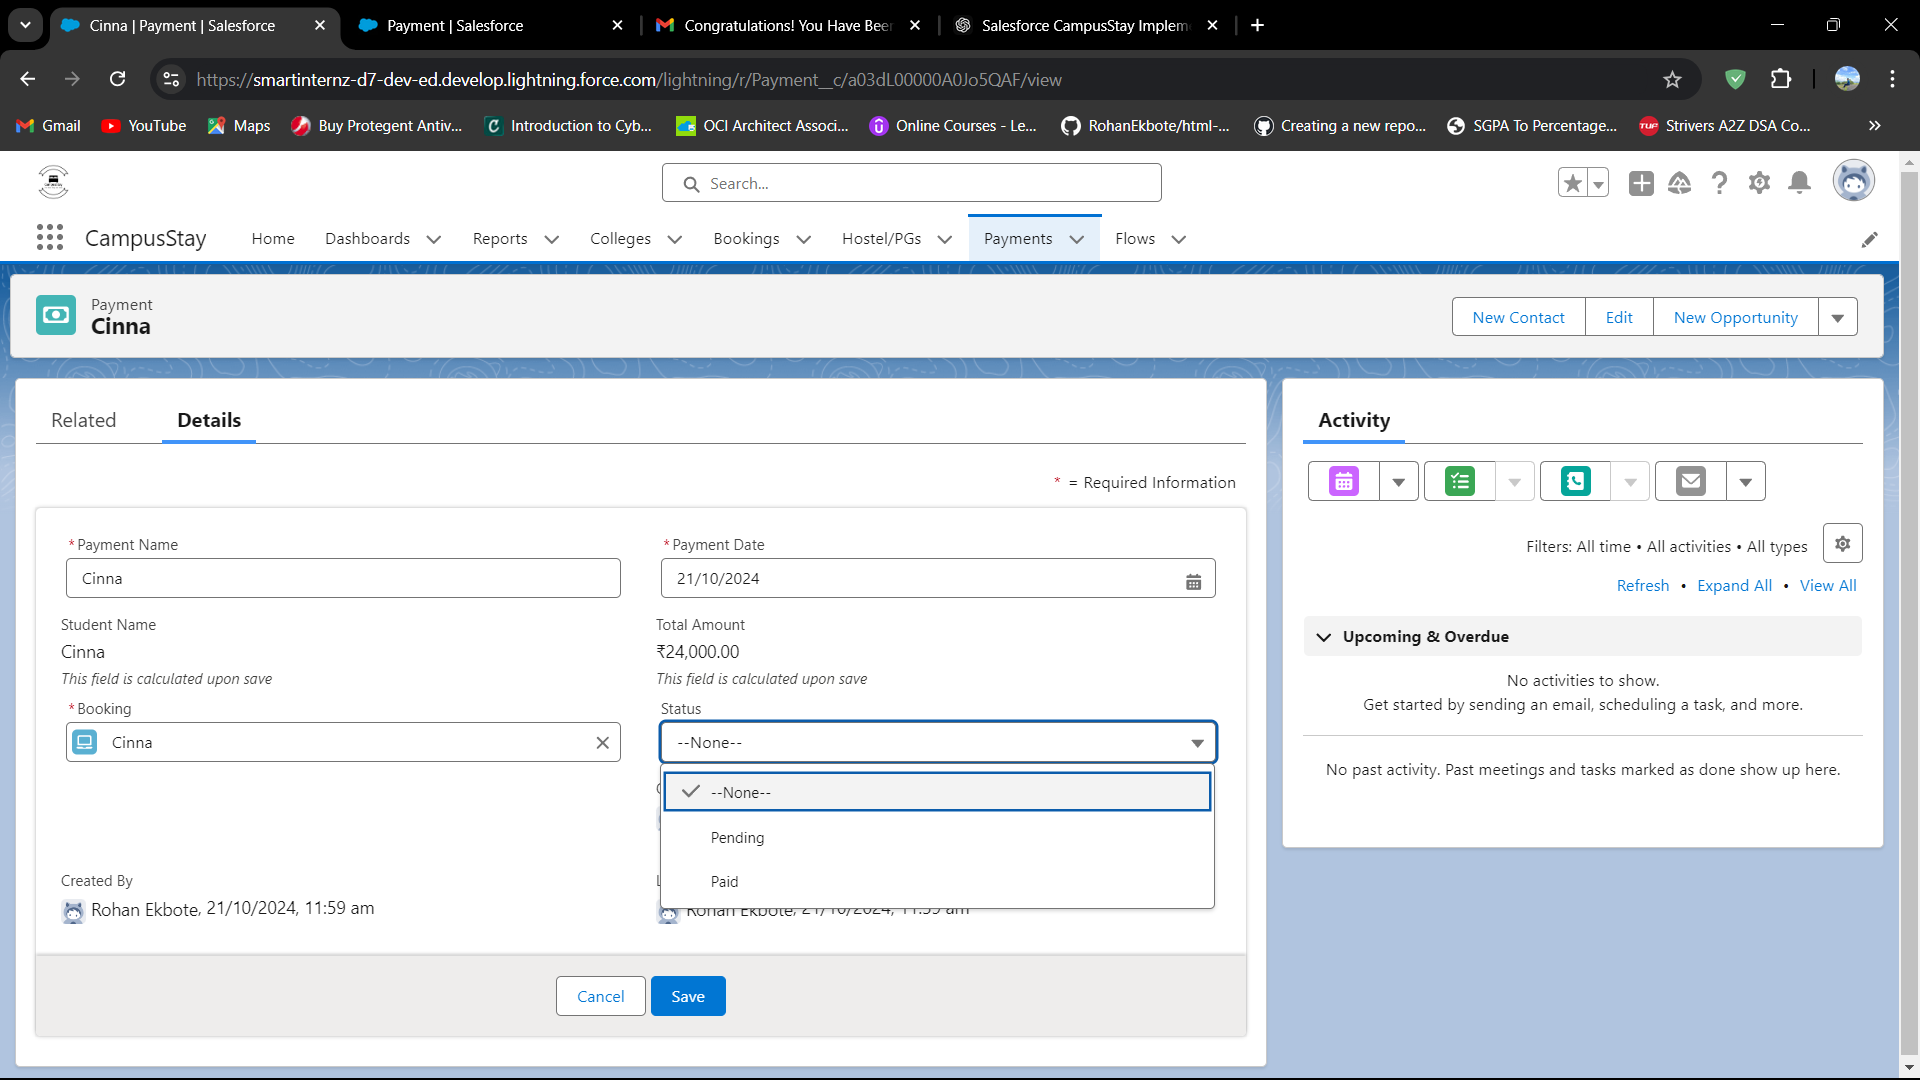 Cinna | Payment | Salesforce
Payment | Salesforce
Congratulations! You Have Beer
Salesforce CampusStay Implem
https://smartinternz-d7-dev-ed.develop.lightning.force.com/lightning/r/Payment__c/a03dL00000A0Jo5QAF/view
Gmail
YouTube
Maps
Buy Protegent Antiv...
Introduction to Cyb...
OCI Architect Associ...
Online Courses - Le...
RohanEkbote/html-...
Creating a new repo...
SGPA To Percentage...
TUF
Strivers A2Z DSA Co...
Search...
CampusStay
Home
Dashboards
Reports
Colleges
Bookings
Hostel/PGs
Payments
Flows
Payment
Cinna
New Contact
Edit
New Opportunity
Related
Details
* = Required Information
*Payment Name
Cinna
*Payment Date
21/10/2024
Student Name
Cinna
This field is calculated upon save
Total Amount
₹24,000.00
This field is calculated upon save
*Booking
Cinna
Status
--None--
--None--
Pending
Paid
Created By
Rohan Ekbote, 21/10/2024, 11:59 am
Rohan Ekbote, 21/10/2024, 11:59 am
Cancel
Save
Activity
Filters: All time • All activities • All types
Refresh • Expand All • View All
Upcoming & Overdue
No activities to show.
Get started by sending an email, scheduling a task, and more.
No past activity. Past meetings and tasks marked as done show up here.